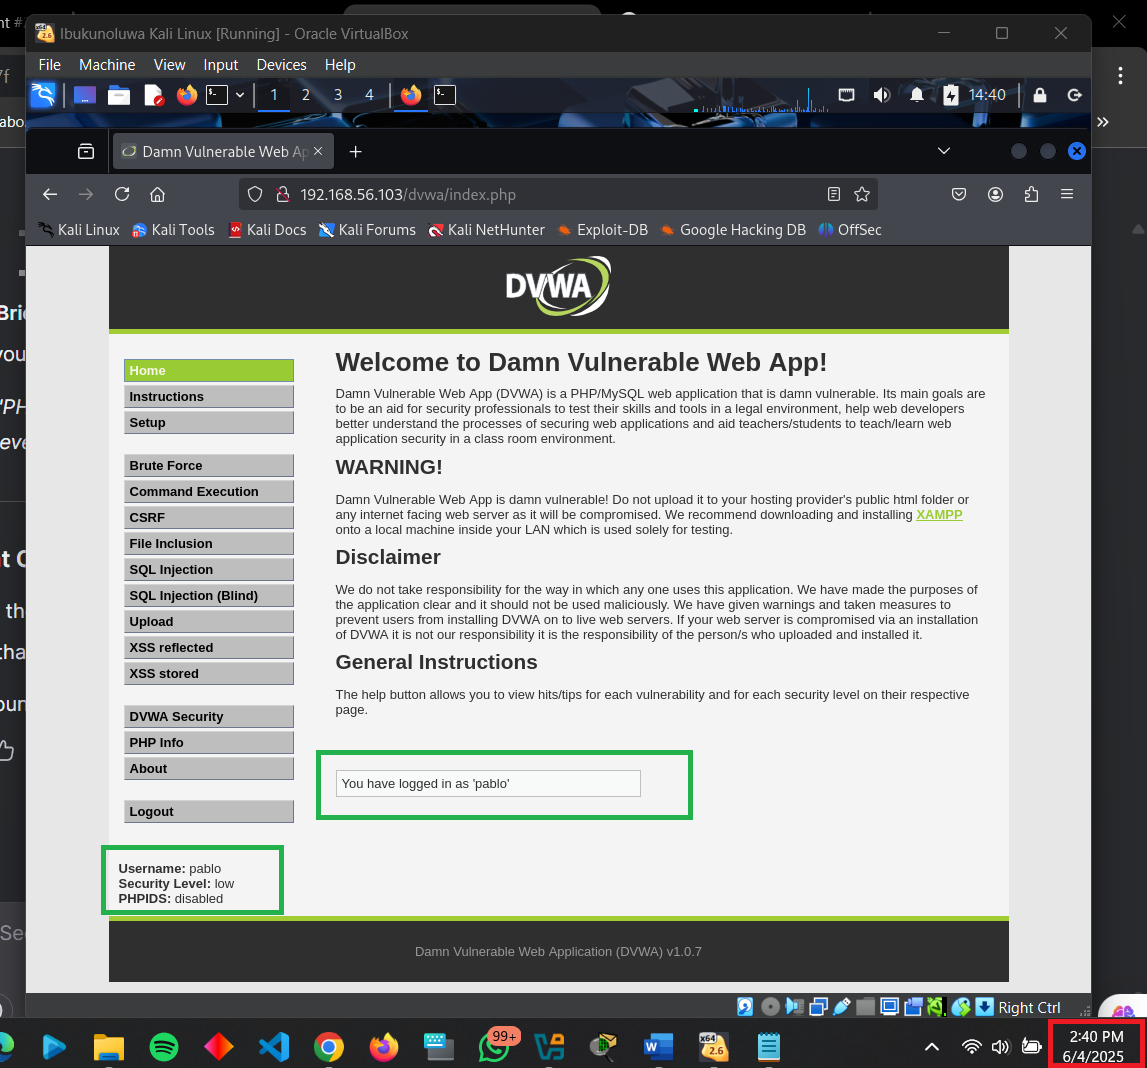 nt #
Ibukunoluwa Kali Linux [Running] - Oracle VirtualBox
File Machine View Input Devices Help
1 2 3 4 14:40
Damn Vulnerable Web Ap
192.168.56.103/dvwa/index.php
Kali Linux Kali Tools Kali Docs Kali Forums Kali NetHunter Exploit-DB Google Hacking DB OffSec
DVWA
Home
Instructions
Setup
Brute Force
Command Execution
CSRF
File Inclusion
SQL Injection
SQL Injection (Blind)
Upload
XSS reflected
XSS stored
DVWA Security
PHP Info
About
Logout
Welcome to Damn Vulnerable Web App!
Damn Vulnerable Web App (DVWA) is a PHP/MySQL web application that is damn vulnerable. Its main goals are
to be an aid for security professionals to test their skills and tools in a legal environment, help web developers
better understand the processes of securing web applications and aid teachers/students to teach/learn web
application security in a class room environment.
WARNING!
Damn Vulnerable Web App is damn vulnerable! Do not upload it to your hosting provider's public html folder or
any internet facing web server as it will be compromised. We recommend downloading and installing XAMPP
onto a local machine inside your LAN which is used solely for testing.
Disclaimer
We do not take responsibility for the way in which any one uses this application. We have made the purposes of
the application clear and it should not be used maliciously. We have given warnings and taken measures to
prevent users from installing DVWA on to live web servers. If your web server is compromised via an installation
of DVWA it is not our responsibility it is the responsibility of the person/s who uploaded and installed it.
General Instructions
The help button allows you to view hits/tips for each vulnerability and for each security level on their respective
page.
You have logged in as 'pablo'
Username: pablo
Security Level: low
PHPIDS: disabled
Damn Vulnerable Web Application (DVWA) v1.0.7
Right Ctrl
99+
x64
2.6
2:40 PM
6/4/2025